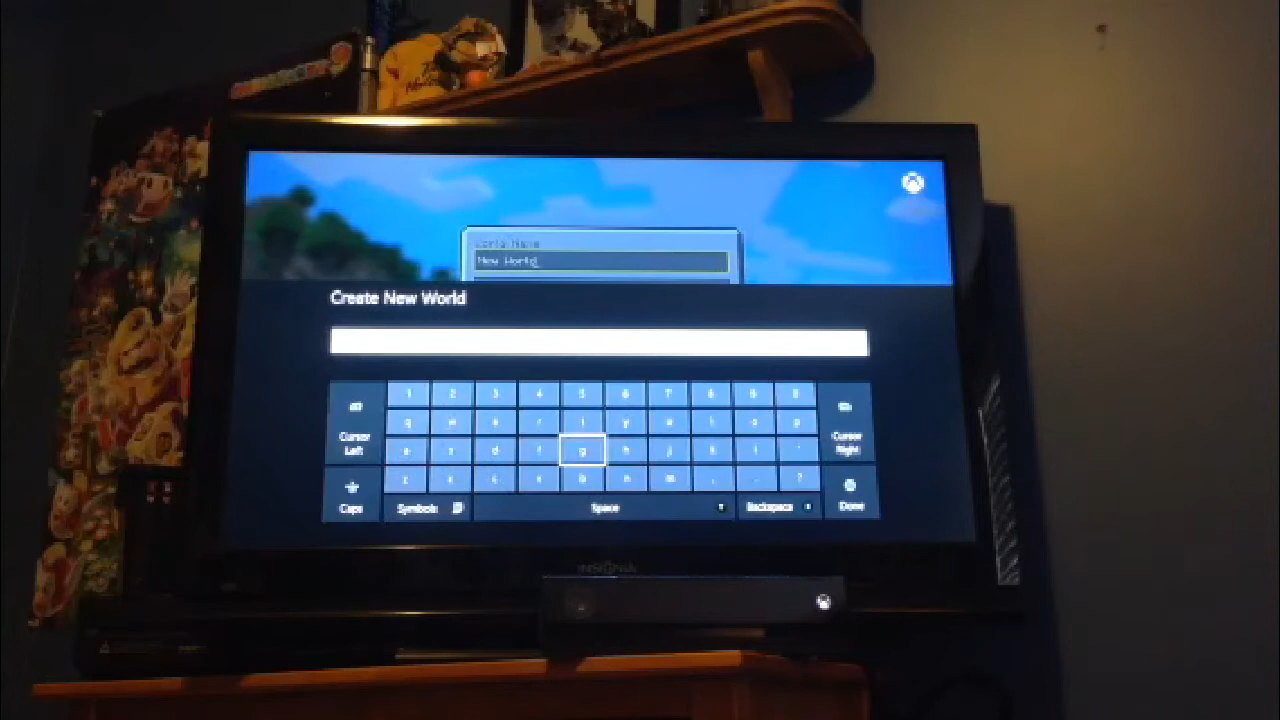 World Name
New World
Create New World
1 2 3 4 5 6 7 8 9 0
q w e r t y u i o p
a s d f g h j k l '
z x c v b n m , . ?
Cursor Left
Cursor Right
Caps
Symbols
Space
Backspace
Done
INSIGNIA